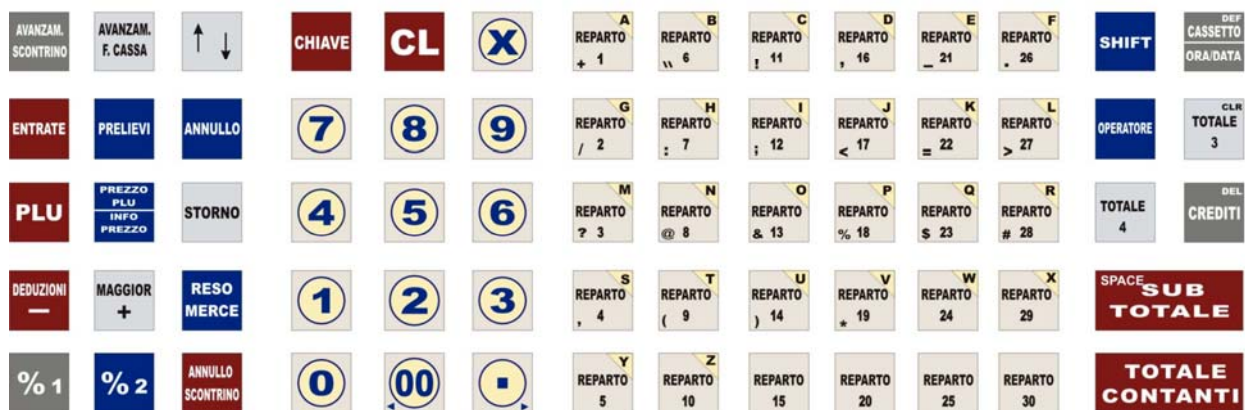 AVANZAM. SCONTRINO
AVANZAM. F. CASSA
↑ ↓
CHIAVE
CL
X
A REPARTO + 1
B REPARTO \\ 6
C REPARTO ! 11
D REPARTO , 16
E REPARTO _ 21
F REPARTO . 26
SHIFT
DEF CASSETTO ORA/DATA
ENTRATE
PRELIEVI
ANNULLO
7
8
9
G REPARTO / 2
H REPARTO : 7
I REPARTO ; 12
J REPARTO < 17
K REPARTO = 22
L REPARTO > 27
OPERATORE
CLR TOTALE 3
PLU
PREZZO PLU INFO PREZZO
STORNO
4
5
6
M REPARTO ? 3
N REPARTO @ 8
O REPARTO & 13
P REPARTO % 18
Q REPARTO $ 23
R REPARTO # 28
TOTALE 4
DEL CREDITI
DEDUZIONI −
MAGGIOR +
RESO MERCE
1
2
3
S REPARTO , 4
T REPARTO ( 9
U REPARTO ) 14
V REPARTO * 19
W REPARTO 24
X REPARTO 29
SPACE SUB TOTALE
% 1
% 2
ANNULLO SCONTRINO
0
00
.
Y REPARTO 5
Z REPARTO 10
REPARTO 15
REPARTO 20
REPARTO 25
REPARTO 30
TOTALE CONTANTI